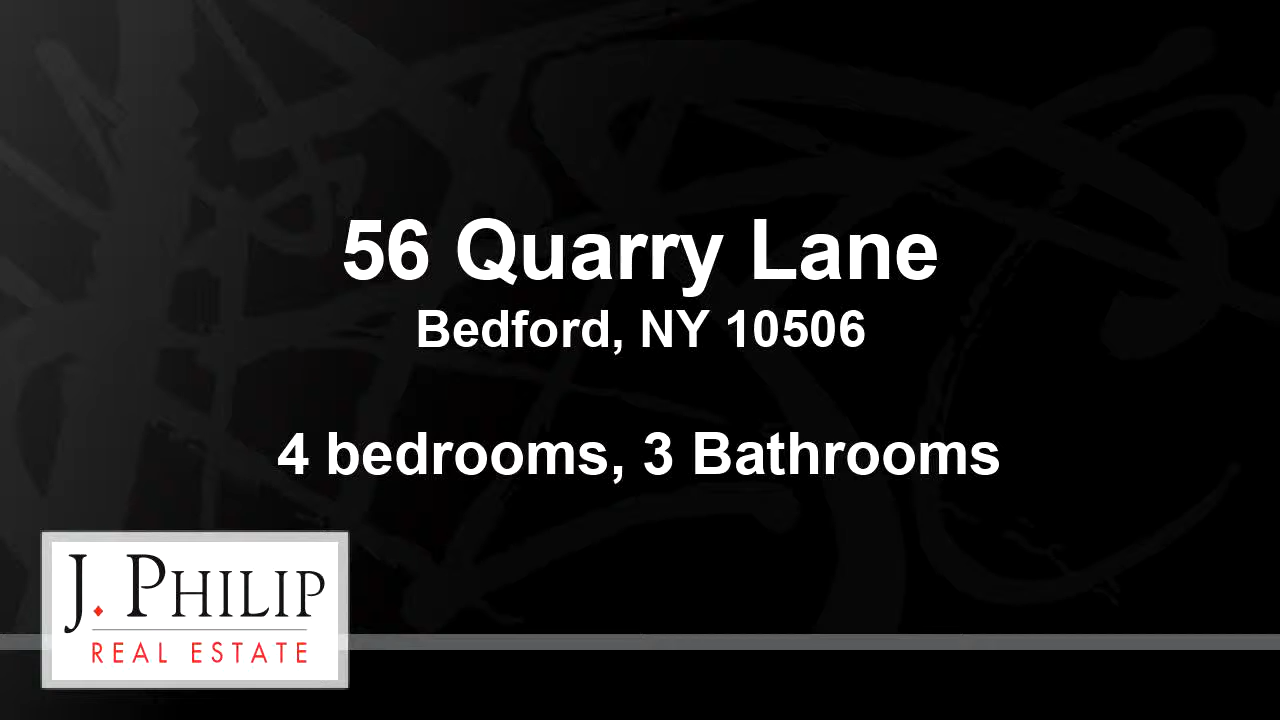 56 Quarry Lane
Bedford, NY 10506
4 bedrooms, 3 Bathrooms
J. PHILIP
REAL ESTATE